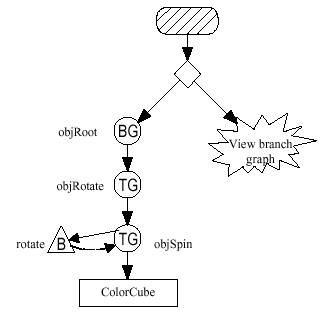 objRoot
BG
View branch
graph
objRotate
TG
rotate
B
TG
objSpin
ColorCube